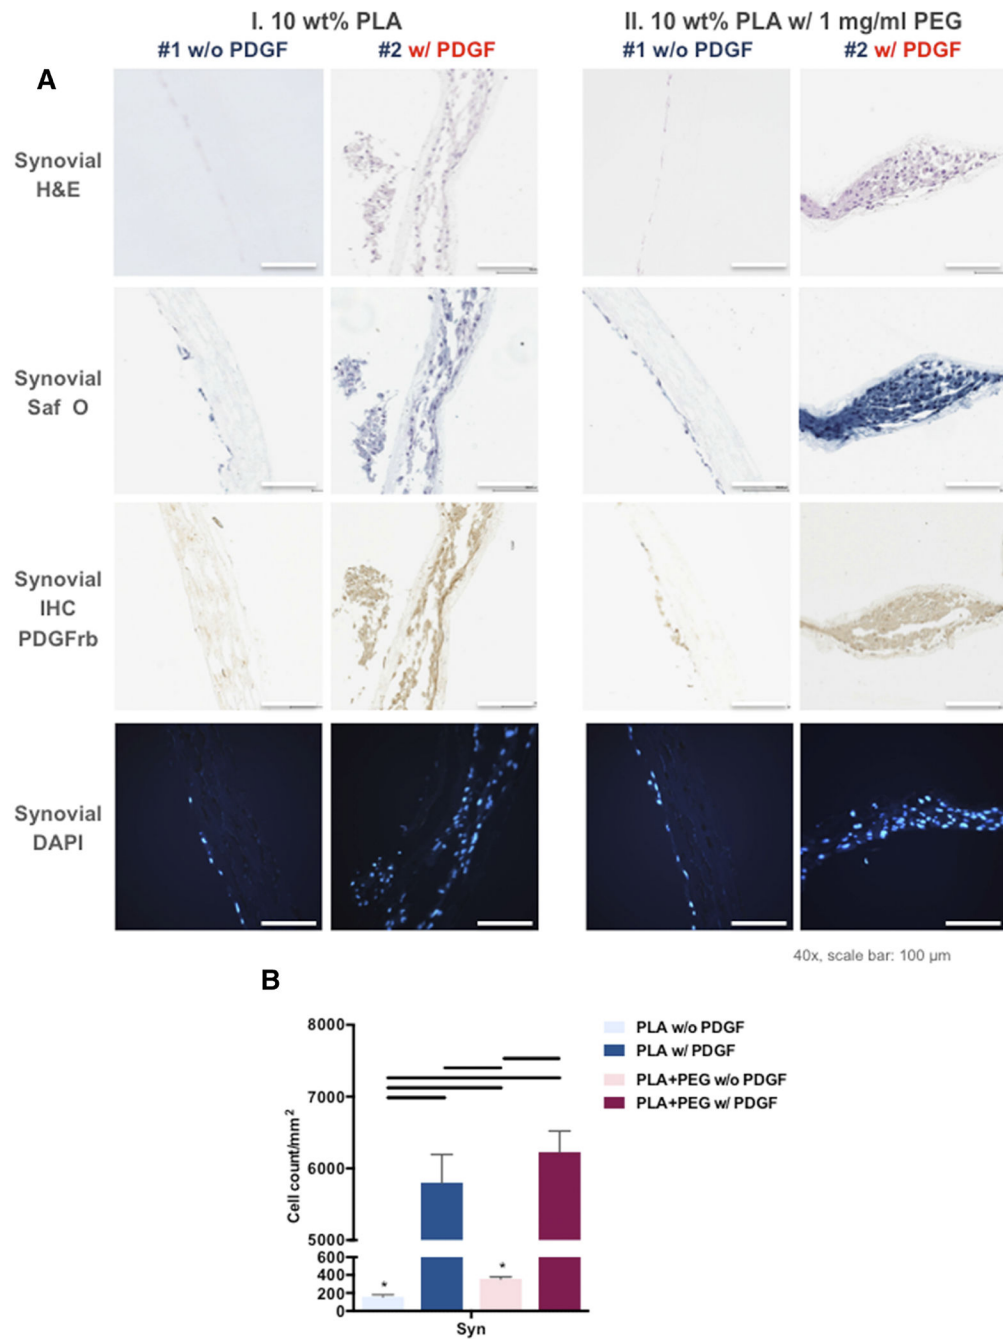 I. 10 wt% PLA
II. 10 wt% PLA w/ 1 mg/ml PEG
#1 w/o PDGF
#2 w/ PDGF
#1 w/o PDGF
#2 w/ PDGF
A
Synovial
H&E
Synovial
Saf O
Synovial
IHC
PDGFrb
Synovial
DAPI
40x, scale bar: 100 µm
B
8000
7000
6000
5000
600
400
200
0
Cell count/mm²
*
*
Syn
PLA w/o PDGF
PLA w/ PDGF
PLA+PEG w/o PDGF
PLA+PEG w/ PDGF